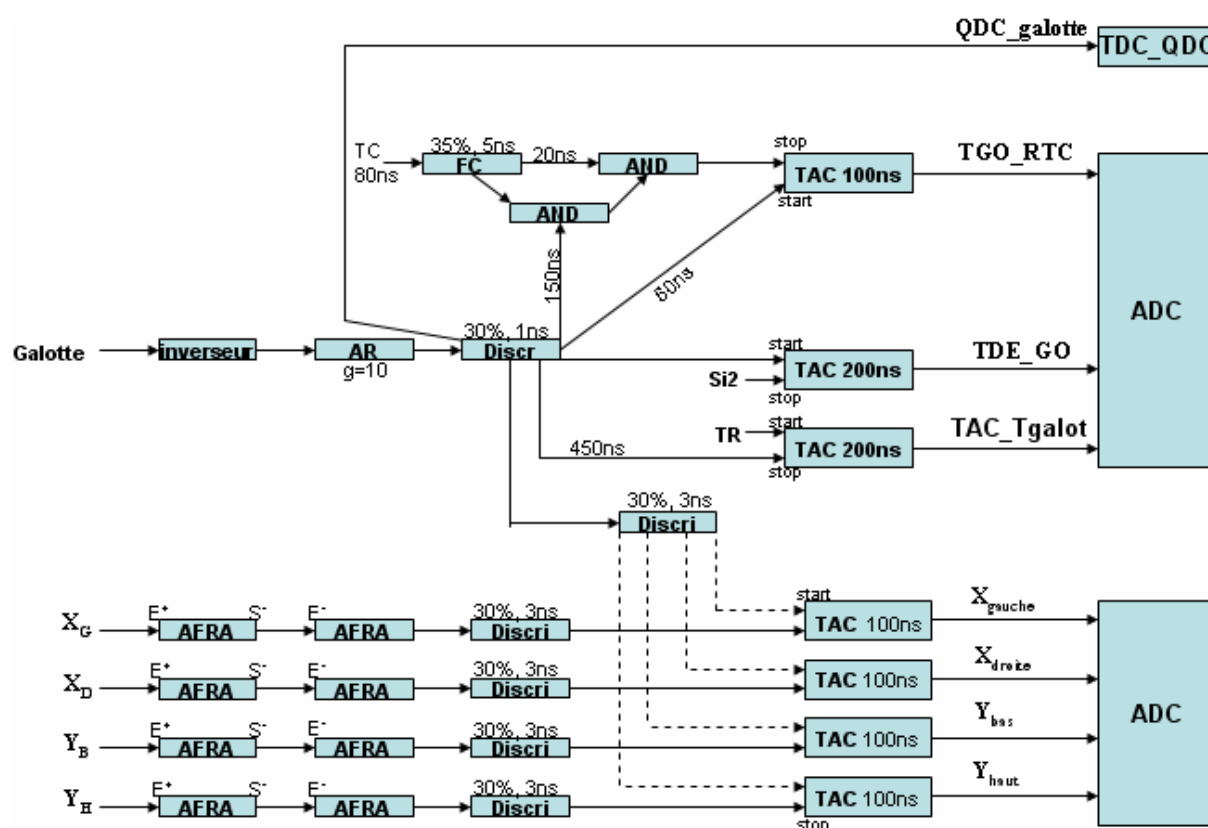 QDC_galotte
TDC_QDC
TC
80ns
35%, 5ns
FC
20ns
AND
stop
TAC 100ns
start
TGO_RTC
AND
150ns
60ns
ADC
Galotte
inverseur
AR
g=10
30%, 1ns
Discr
start
TAC 200ns
Si2
stop
TDE_GO
TR
start
TAC 200ns
stop
TAC_Tgalot
450ns
30%, 3ns
Discri
X_G
E⁺
AFRA
S⁻
E⁻
AFRA
30%, 3ns
Discri
start
TAC 100ns
X_gauche
X_D
E⁺
AFRA
S⁻
E⁻
AFRA
30%, 3ns
Discri
TAC 100ns
X_droite
Y_B
E⁺
AFRA
S⁻
E⁻
AFRA
30%, 3ns
Discri
TAC 100ns
Y_bas
ADC
Y_H
E⁺
AFRA
S⁻
E⁻
AFRA
30%, 3ns
Discri
TAC 100ns
stop
Y_haut